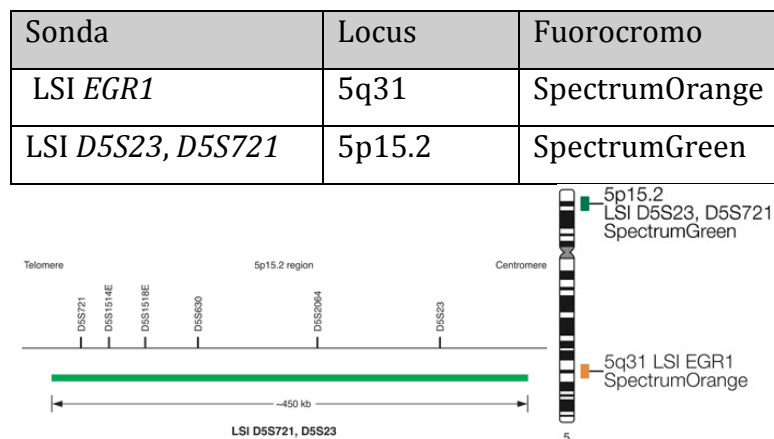 Sonda Locus Fuorocromo
LSI EGR1 5q31 SpectrumOrange
LSI D5S23, D5S721 5p15.2 SpectrumGreen
5p15.2
LSI D5S23, D5S721
SpectrumGreen
Telomere 5p15.2 region Centromere
D5S721 D5S1514E D5S1518E D5S630 D5S2064 D5S23
5q31 LSI EGR1
SpectrumOrange
~450 kb
LSI D5S721, D5S23
5